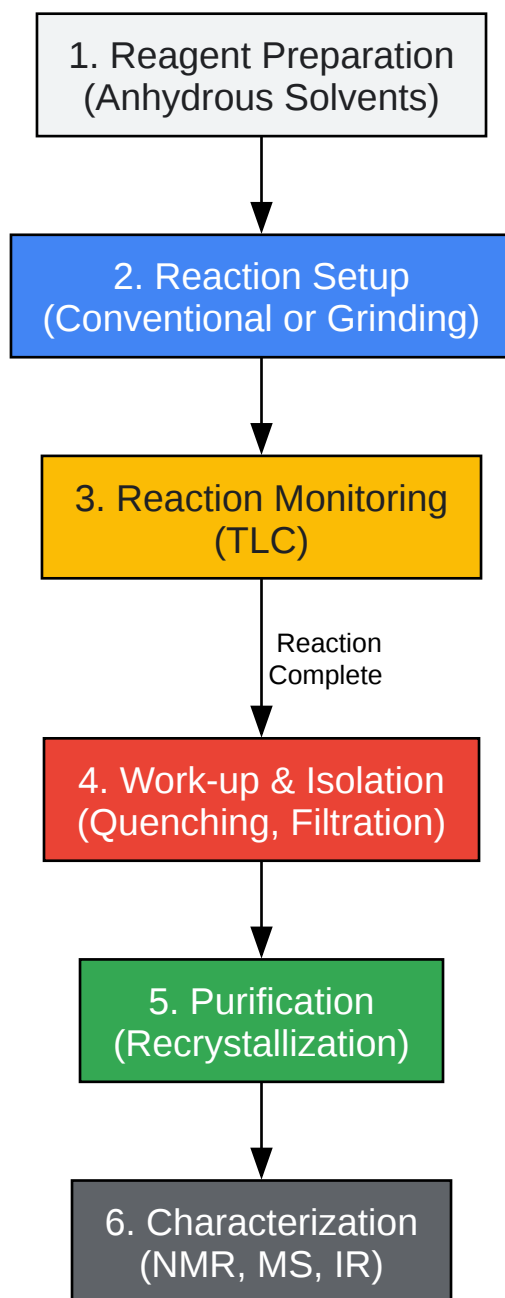 1. Reagent Preparation
(Anhydrous Solvents)
2. Reaction Setup
(Conventional or Grinding)
3. Reaction Monitoring
(TLC)
Reaction
Complete
4. Work-up & Isolation
(Quenching, Filtration)
5. Purification
(Recrystallization)
6. Characterization
(NMR, MS, IR)